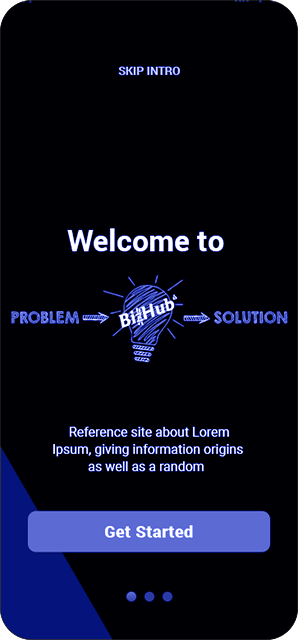 SKIP INTRO
Welcome to
PROBLEM BizHub SOLUTION
Reference site about Lorem
Ipsum, giving information origins
as well as a random
Get Started